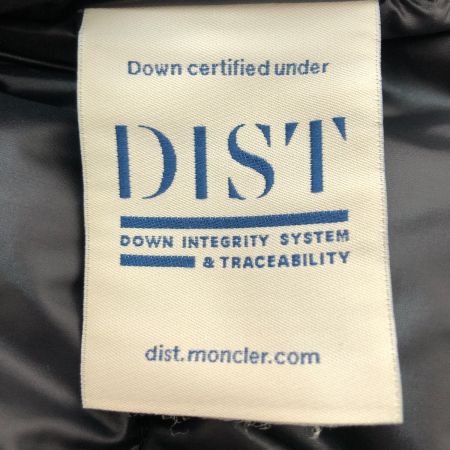 Down certified under
DIST
DOWN INTEGRITY SYSTEM
& TRACEABILITY
dist.moncler.com